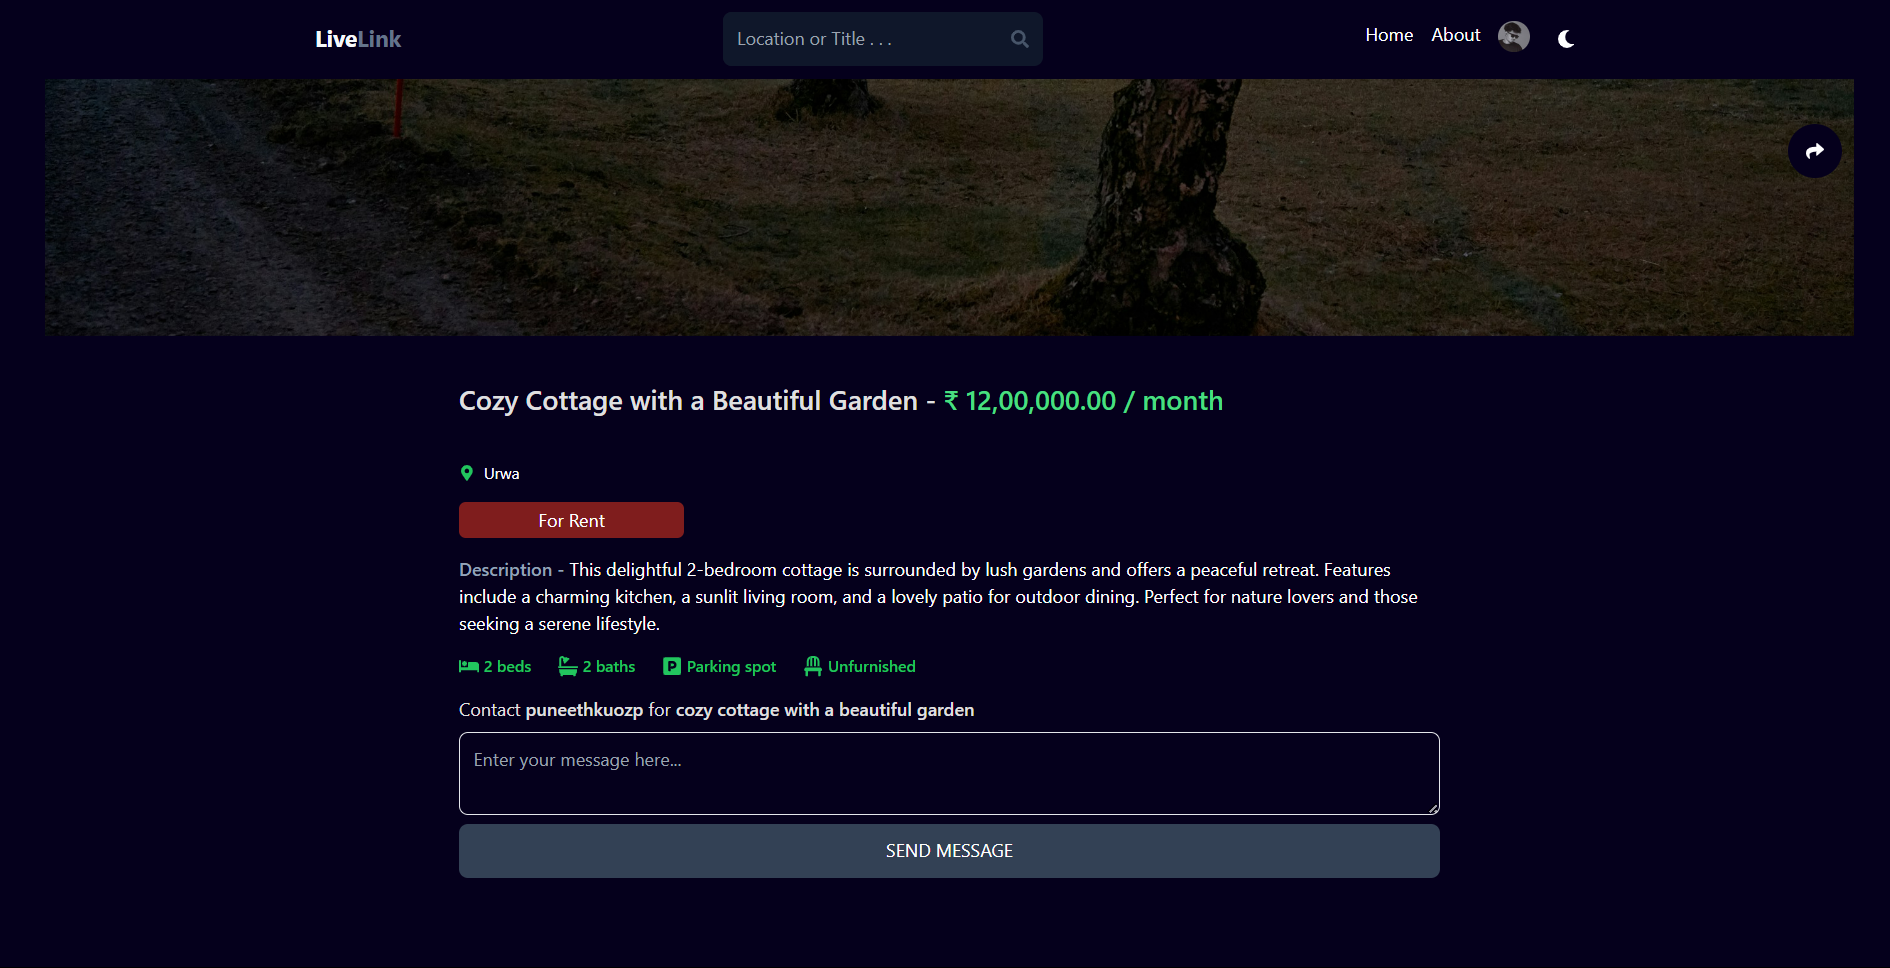 LiveLink
Location or Title . . .
Home About
Cozy Cottage with a Beautiful Garden - ₹ 12,00,000.00 / month
Urwa
For Rent
Description - This delightful 2-bedroom cottage is surrounded by lush gardens and offers a peaceful retreat. Features
include a charming kitchen, a sunlit living room, and a lovely patio for outdoor dining. Perfect for nature lovers and those
seeking a serene lifestyle.
2 beds 2 baths P Parking spot Unfurnished
Contact puneethkuozp for cozy cottage with a beautiful garden
Enter your message here...
SEND MESSAGE